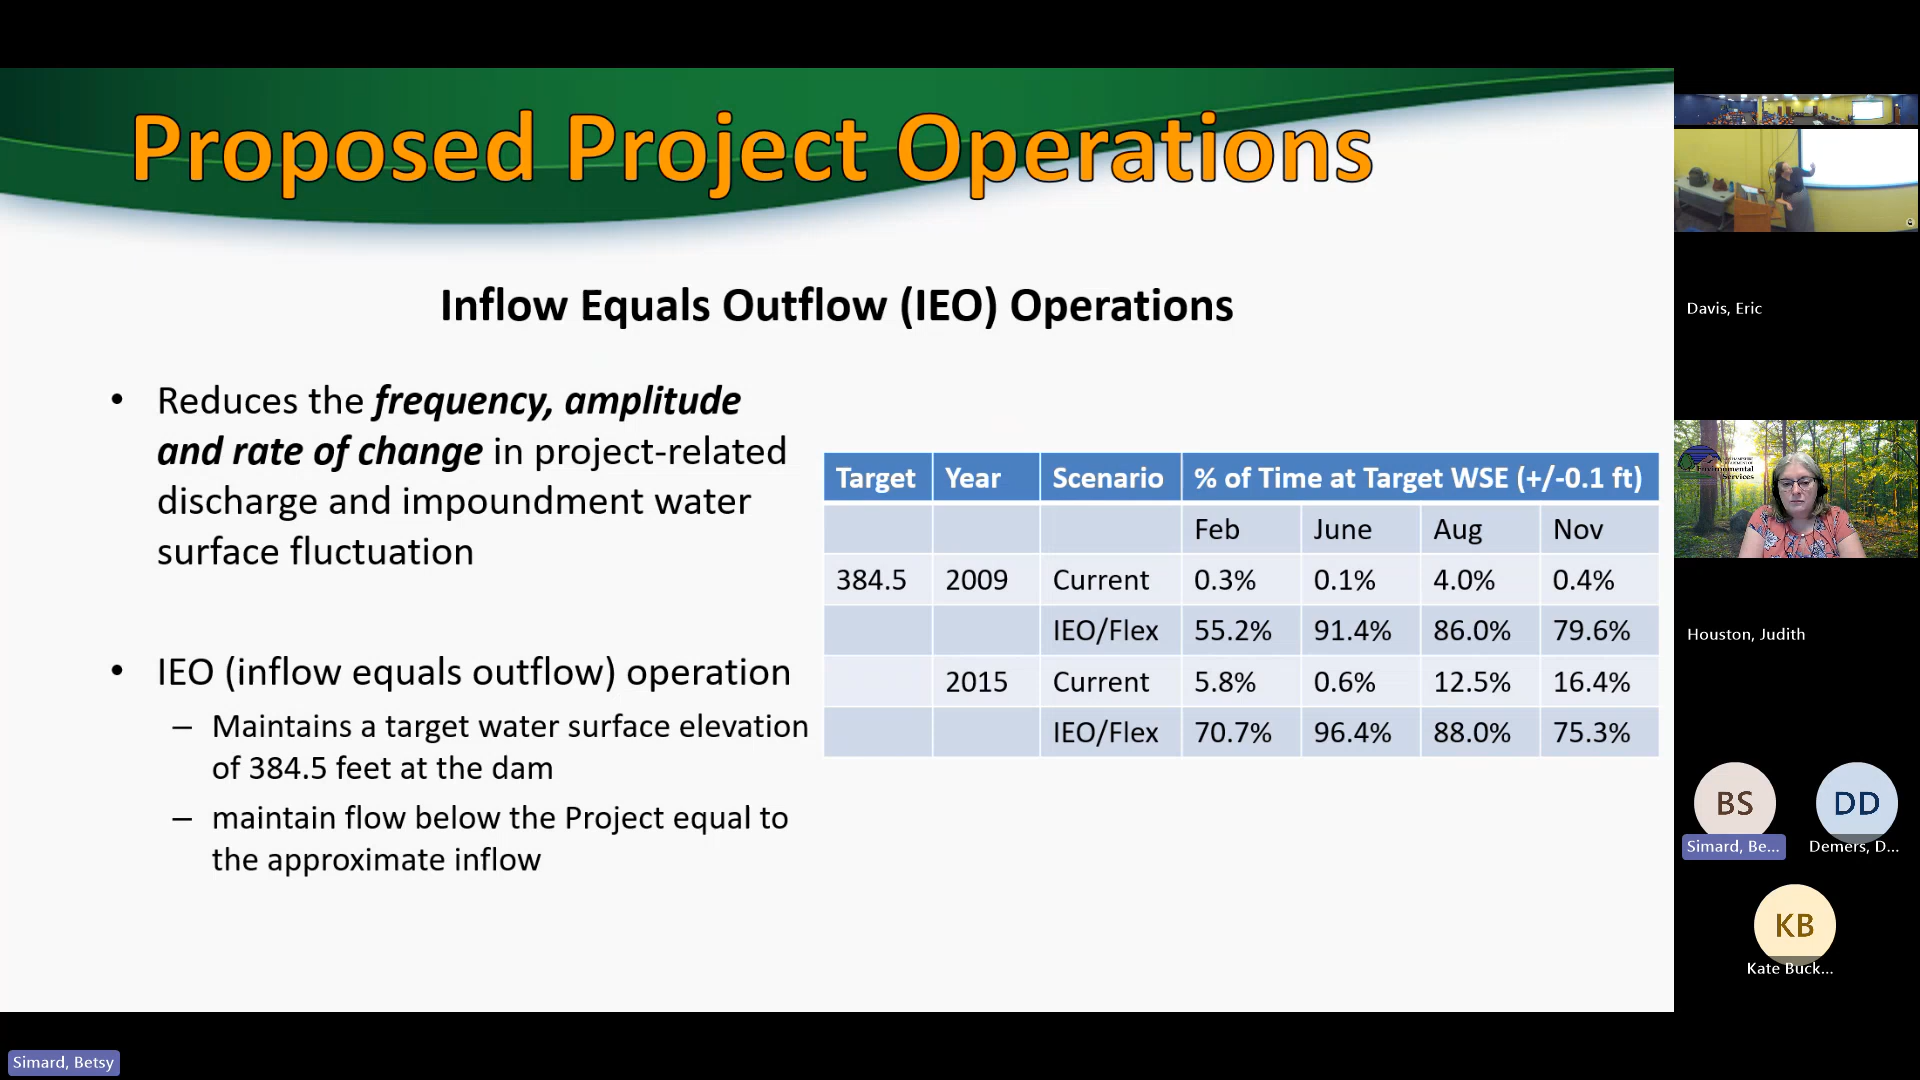 Proposed Project Operations
Inflow Equals Outflow (IEO) Operations
• Reduces the frequency, amplitude
and rate of change in project-related
discharge and impoundment water
surface fluctuation
• IEO (inflow equals outflow) operation
– Maintains a target water surface elevation
of 384.5 feet at the dam
– maintain flow below the Project equal to
the approximate inflow
Target Year Scenario % of Time at Target WSE (+/-0.1 ft)
Feb June Aug Nov
384.5 2009 Current 0.3% 0.1% 4.0% 0.4%
IEO/Flex 55.2% 91.4% 86.0% 79.6%
2015 Current 5.8% 0.6% 12.5% 16.4%
IEO/Flex 70.7% 96.4% 88.0% 75.3%
Davis, Eric
Environmental
Services
Houston, Judith
BS
Simard, Be...
DD
Demers, D...
KB
Kate Buck...
Simard, Betsy